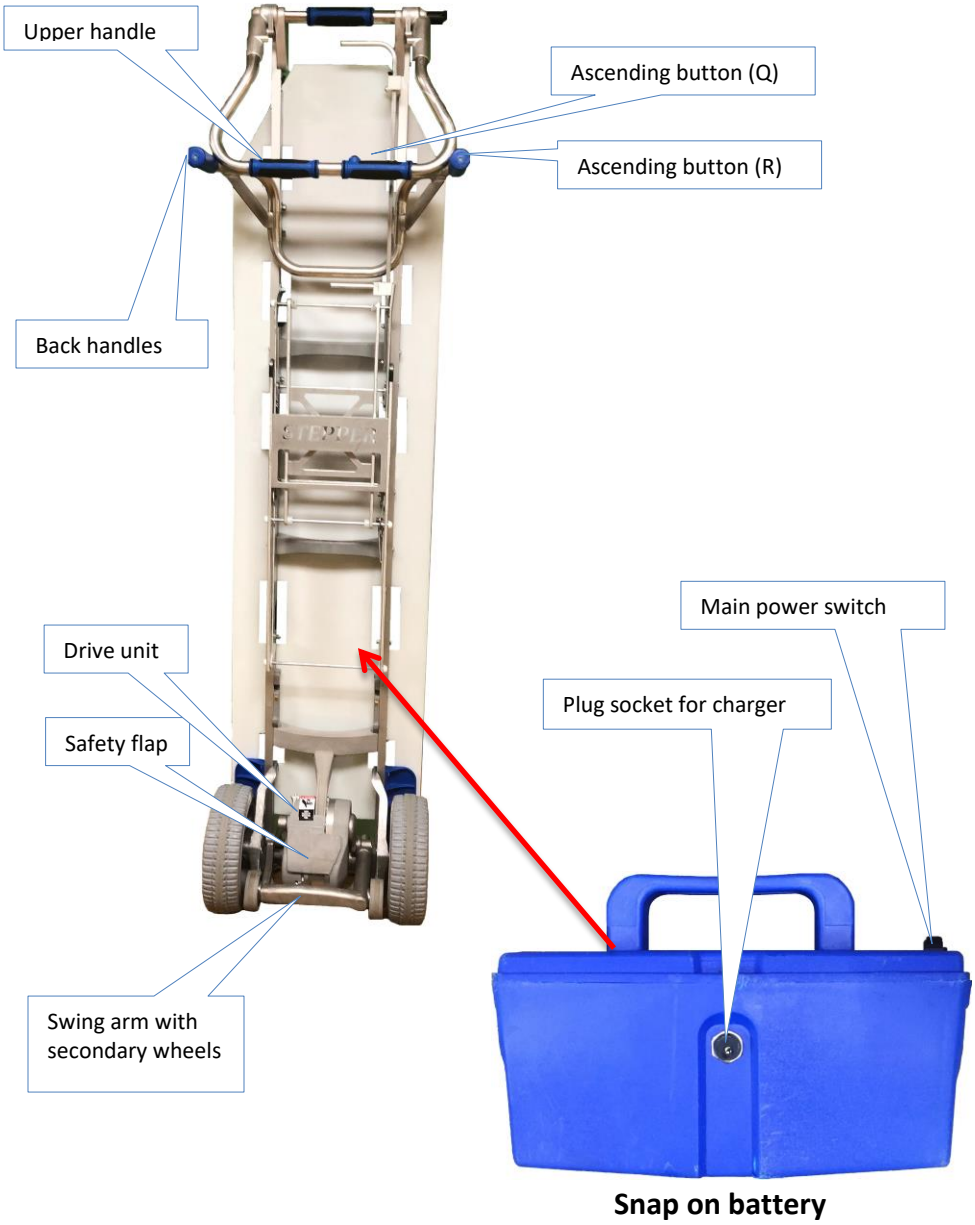 Upper handle
Ascending button (Q)
Ascending button (R)
Back handles
STEPPER
Main power switch
Drive unit
Plug socket for charger
Safety flap
Swing arm with
secondary wheels
Snap on battery